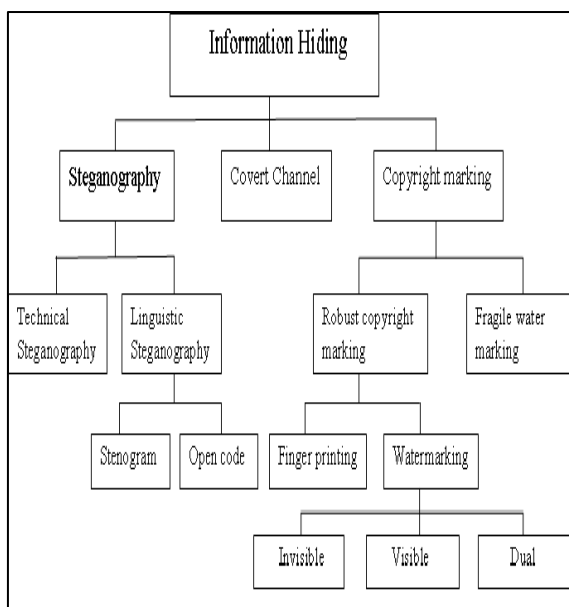 Information Hiding
Steganography
Covert Channel
Copyright marking
Technical
Steganography
Linguistic
Steganography
Robust copyright
marking
Fragile water
marking
Stenogram
Open code
Finger printing
Watermarking
Invisible
Visible
Dual